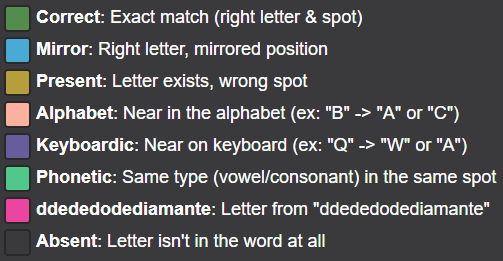 Correct: Exact match (right letter & spot)
Mirror: Right letter, mirrored position
Present: Letter exists, wrong spot
Alphabet: Near in the alphabet (ex: "B" -> "A" or "C")
Keyboardic: Near on keyboard (ex: "Q" -> "W" or "A")
Phonetic: Same type (vowel/consonant) in the same spot
ddededodediamante: Letter from "ddededodediamante"
Absent: Letter isn't in the word at all